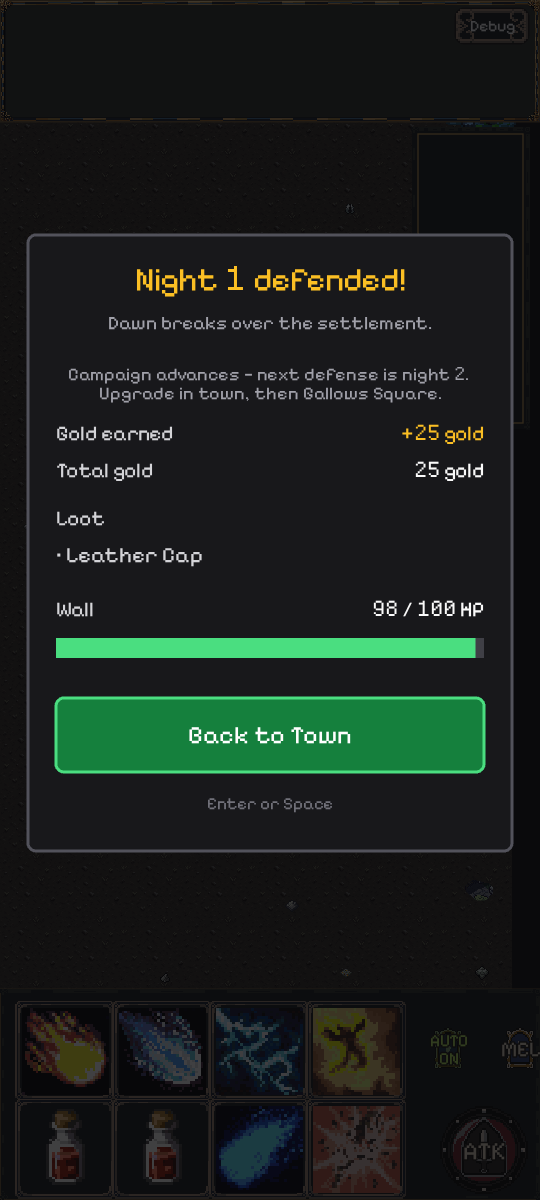 Debug
Night 1 defended!
Dawn breaks over the settlement.
Campaign advances - next defense is night 2.
Upgrade in town, then Gallows Square.
Gold earned +25 gold
Total gold 25 gold
Loot
· Leather Cap
Wall 98 / 100 HP
Back to Town
Enter or Space
AUTO
ON
MEL
ATK